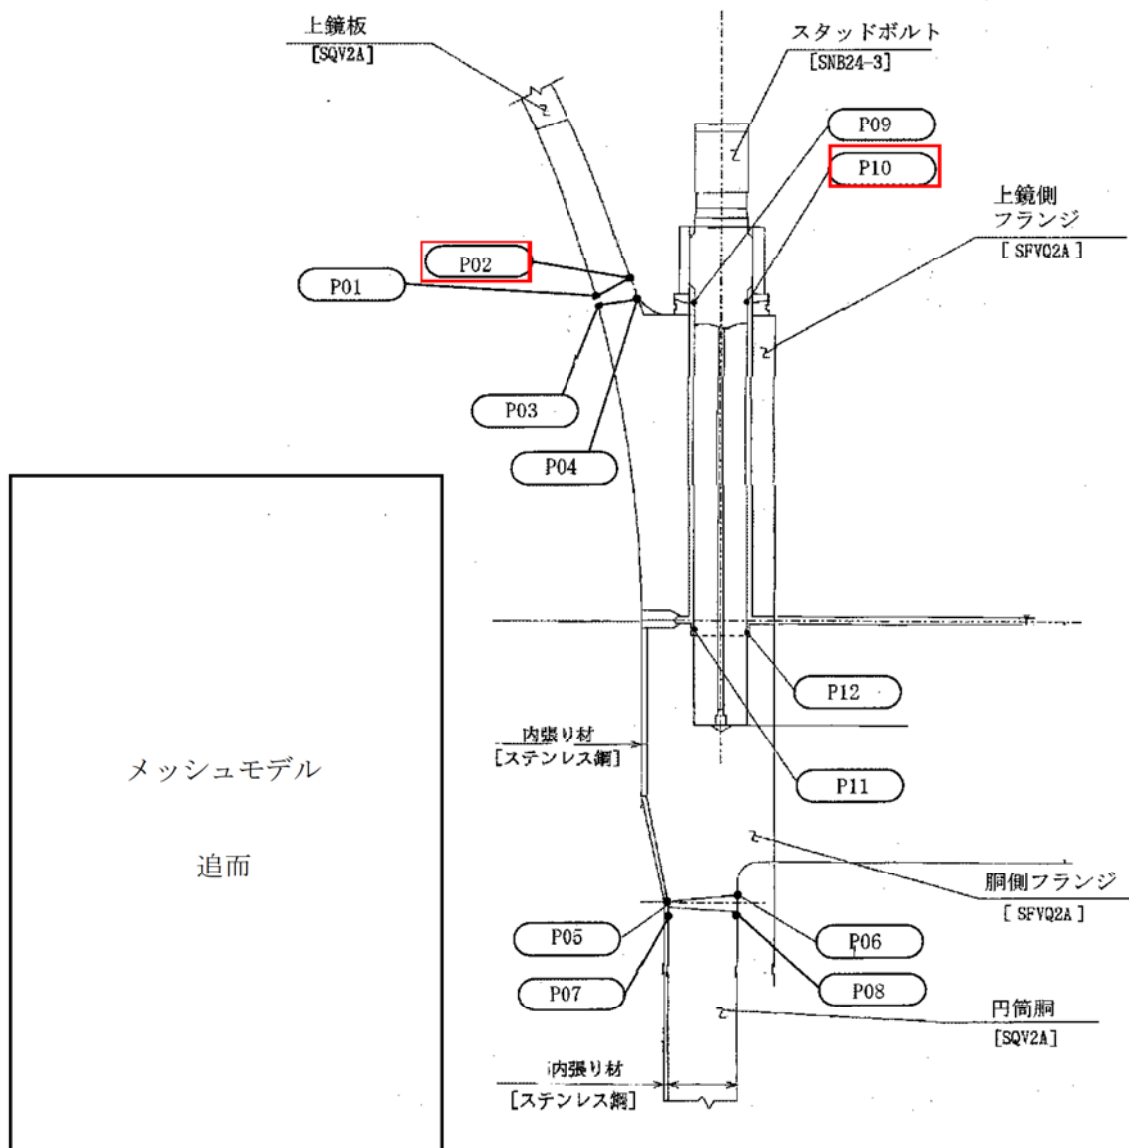 上鏡板
[SQV2A]
スタッドボルト
[SNB24-3]
P09
P10
上鏡側
フランジ
[SFVQ2A]
P02
P01
P03
P04
P12
内張り材
[ステンレス鋼]
P11
メッシュモデル
追而
胴側フランジ
[SFVQ2A]
P05
P06
P07
P08
円筒胴
[SQV2A]
内張り材
[ステンレス鋼]